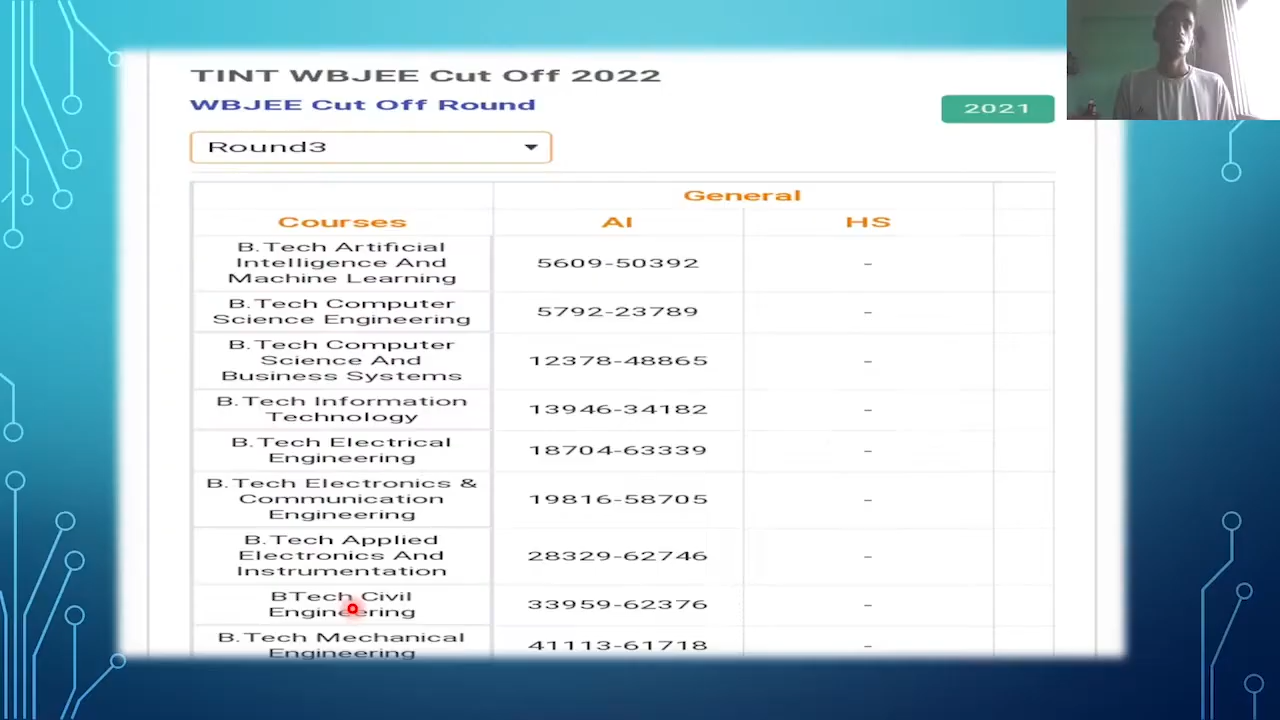 TINT WBJEE Cut Off 2022
WBJEE Cut Off Round
2021
Round3
General
Courses AI HS
B.Tech Artificial
Intelligence And
Machine Learning
5609-50392 -
B.Tech Computer
Science Engineering
5792-23789 -
B.Tech Computer
Science And
Business Systems
12378-48865 -
B.Tech Information
Technology
13946-34182 -
B.Tech Electrical
Engineering
18704-63339 -
B.Tech Electronics &
Communication
Engineering
19816-58705 -
B.Tech Applied
Electronics And
Instrumentation
28329-62746 -
BTech Civil
Engineering
33959-62376 -
B.Tech Mechanical
Engineering
41113-61718 -